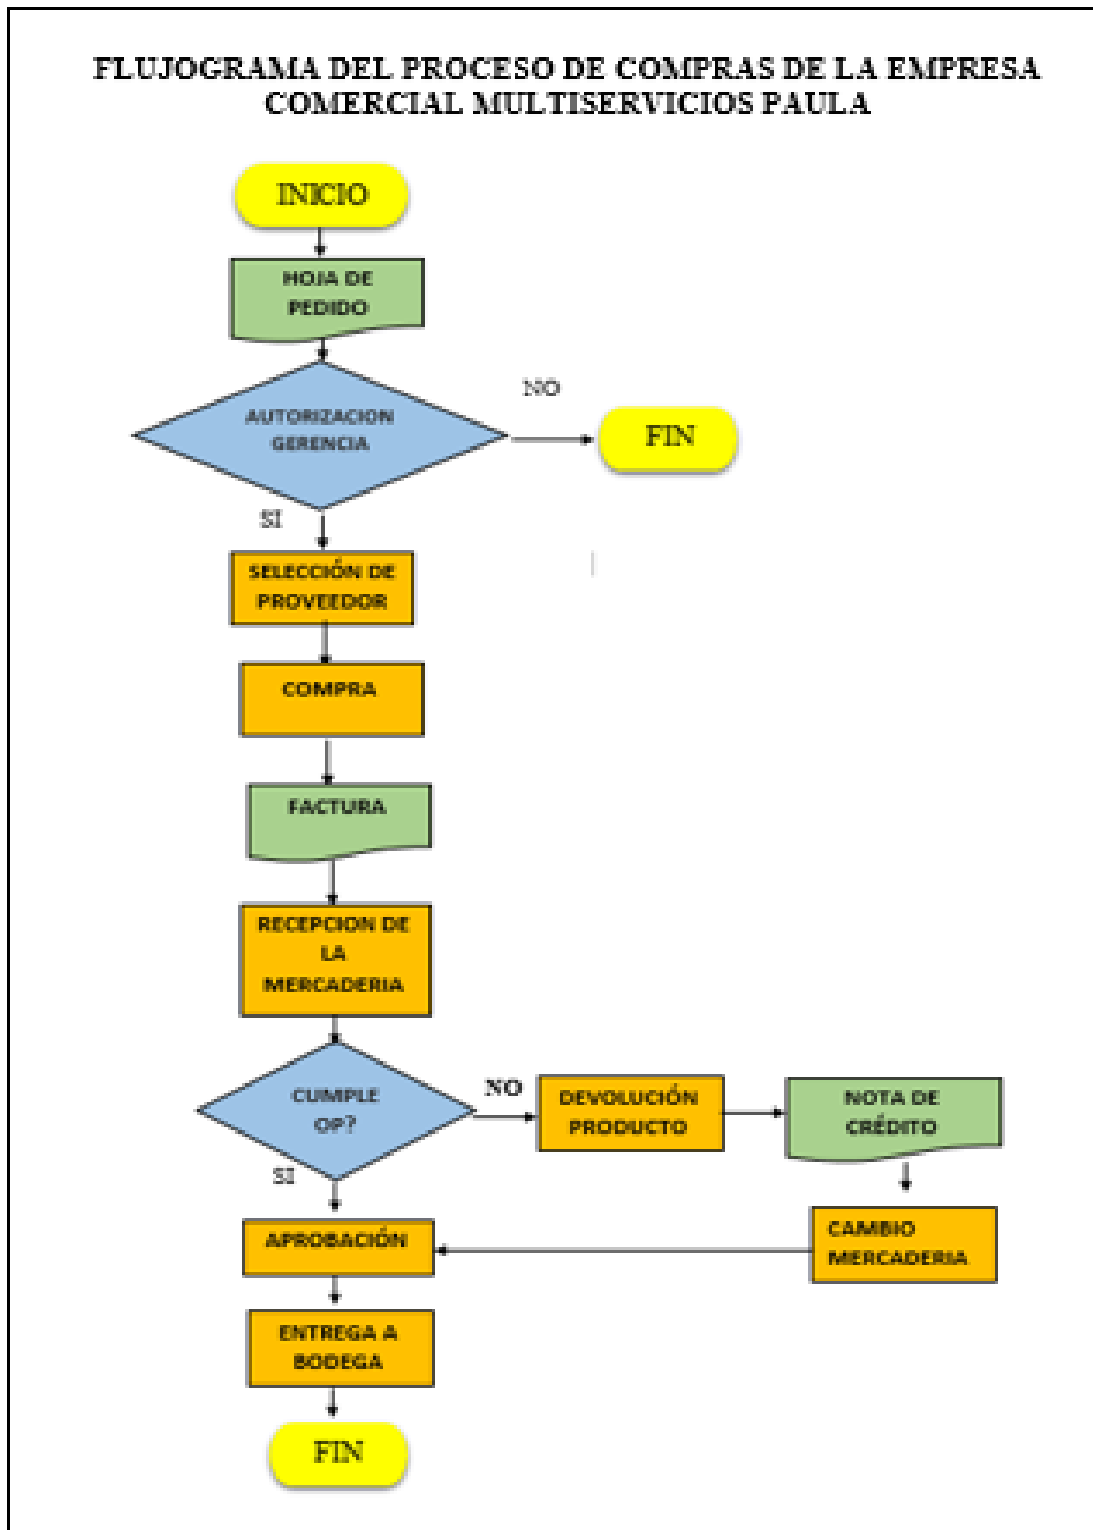 FLUJOGRAMA DEL PROCESO DE COMPRAS DE LA EMPRESA
COMERCIAL MULTISERVICIOS PAULA
INICIO
HOJA DE
PEDIDO
AUTORIZACION
GERENCIA
NO
FIN
SI
SELECCIÓN DE
PROVEEDOR
COMPRA
FACTURA
RECEPCION DE
LA
MERCADERIA
CUMPLE
OP?
NO
DEVOLUCIÓN
PRODUCTO
NOTA DE
CRÉDITO
SI
APROBACIÓN
CAMBIO
MERCADERIA
ENTREGA A
BODEGA
FIN